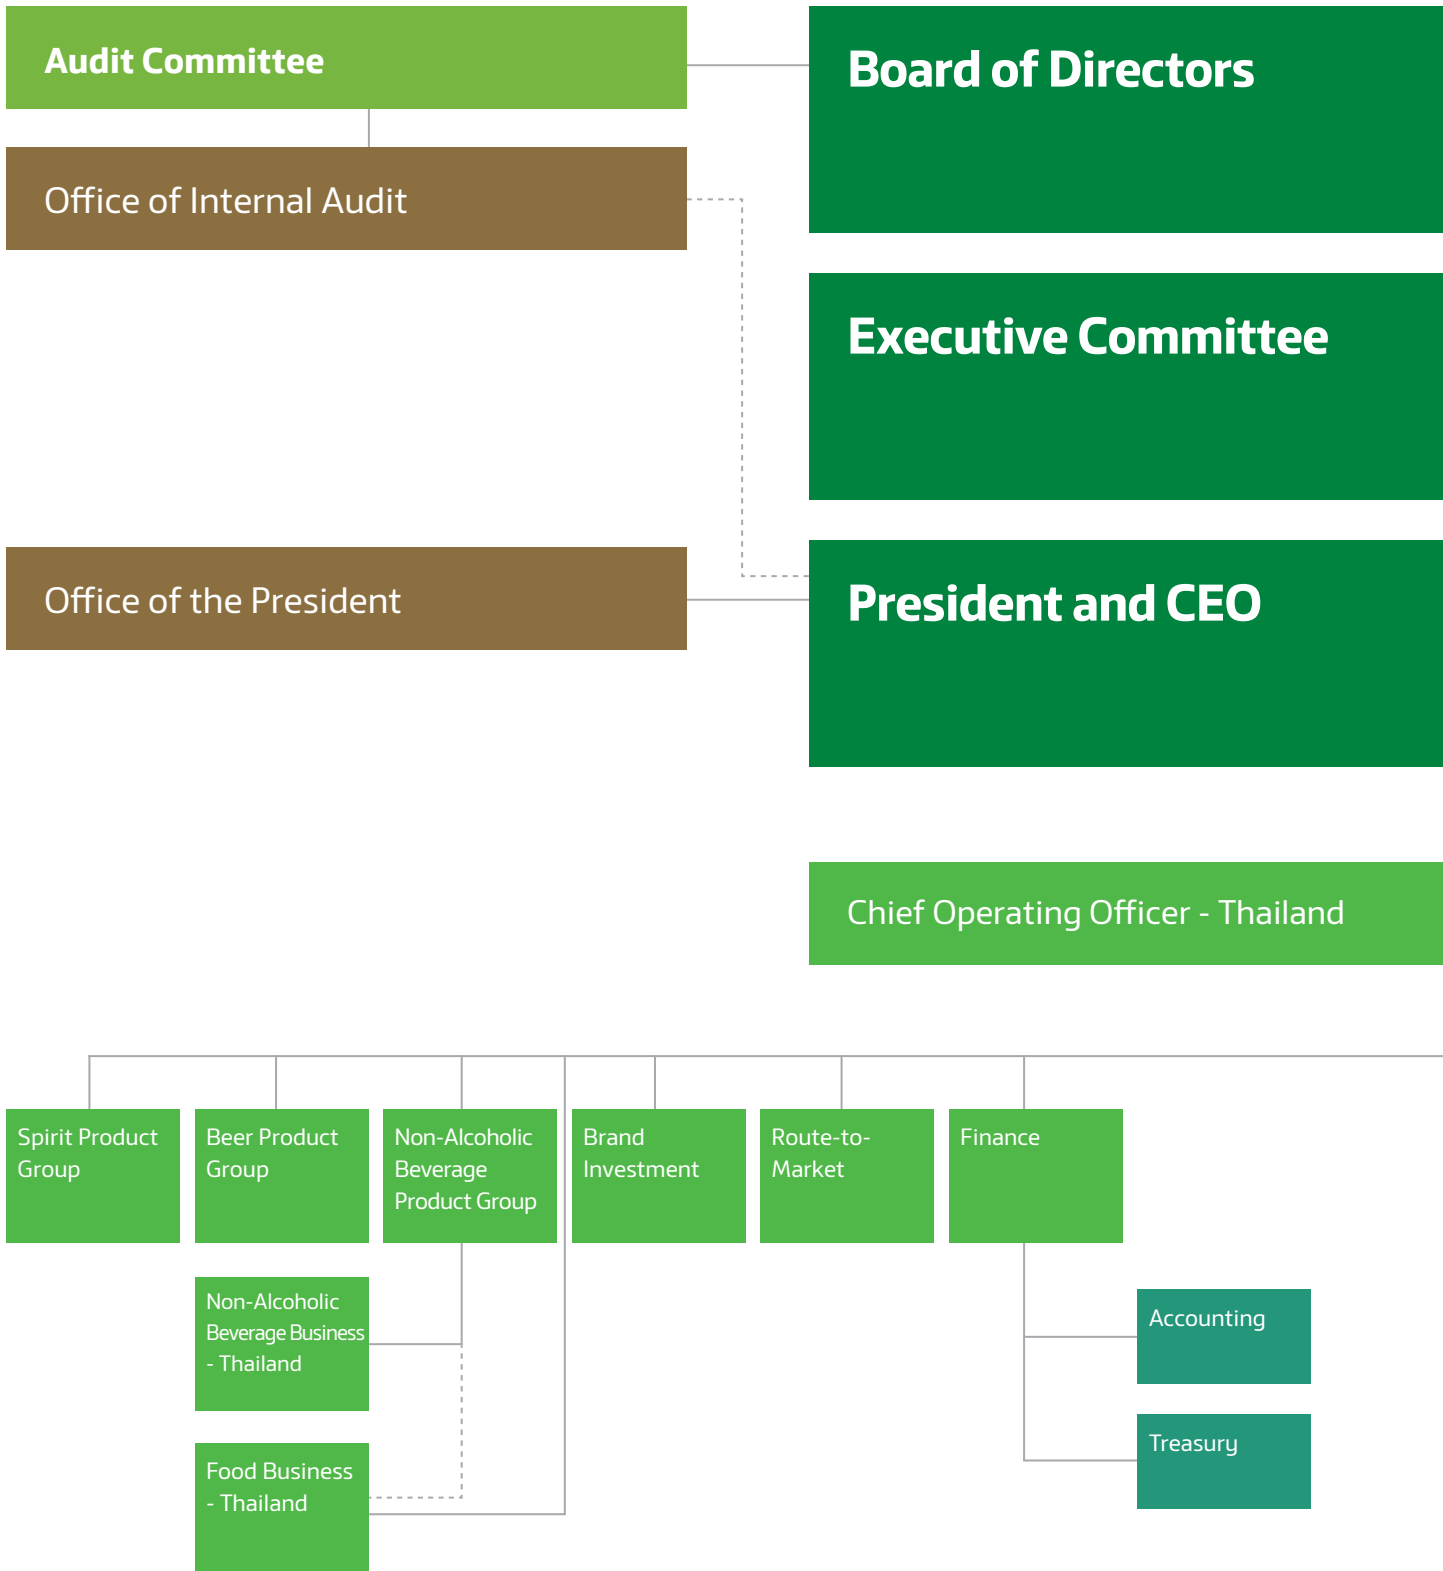 Audit Committee
Board of Directors
Office of Internal Audit
Executive Committee
Office of the President
President and CEO
Chief Operating Officer - Thailand
Spirit Product
Group
Beer Product
Group
Non-Alcoholic
Beverage
Product Group
Brand
Investment
Route-to-
Market
Finance
Non-Alcoholic
Beverage Business
- Thailand
Accounting
Food Business
- Thailand
Treasury